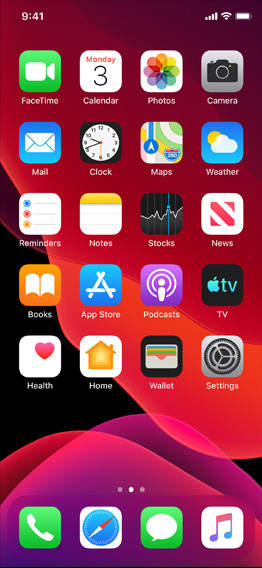 9:41
Monday
3
FaceTime Calendar Photos Camera
280
Mail Clock Maps Weather
Reminders Notes Stocks News
tv
Books App Store Podcasts TV
Health Home Wallet Settings